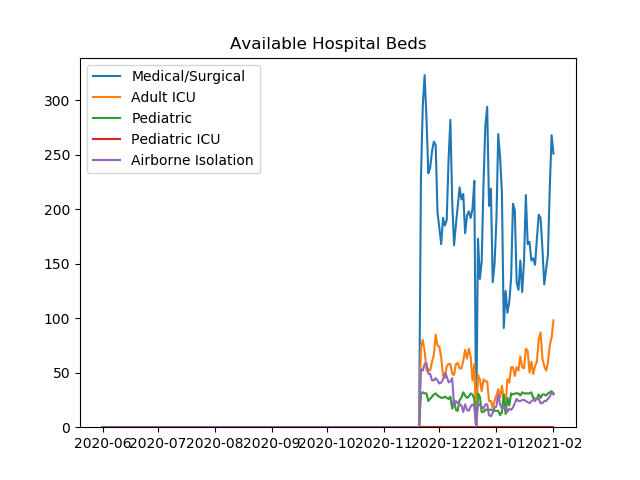 Available Hospital Beds
Medical/Surgical
Adult ICU
Pediatric
Pediatric ICU
Airborne Isolation
300
250
200
150
100
50
0
2020-06 2020-07 2020-08 2020-09 2020-10 2020-11 2020-12 2021-01 2021-02